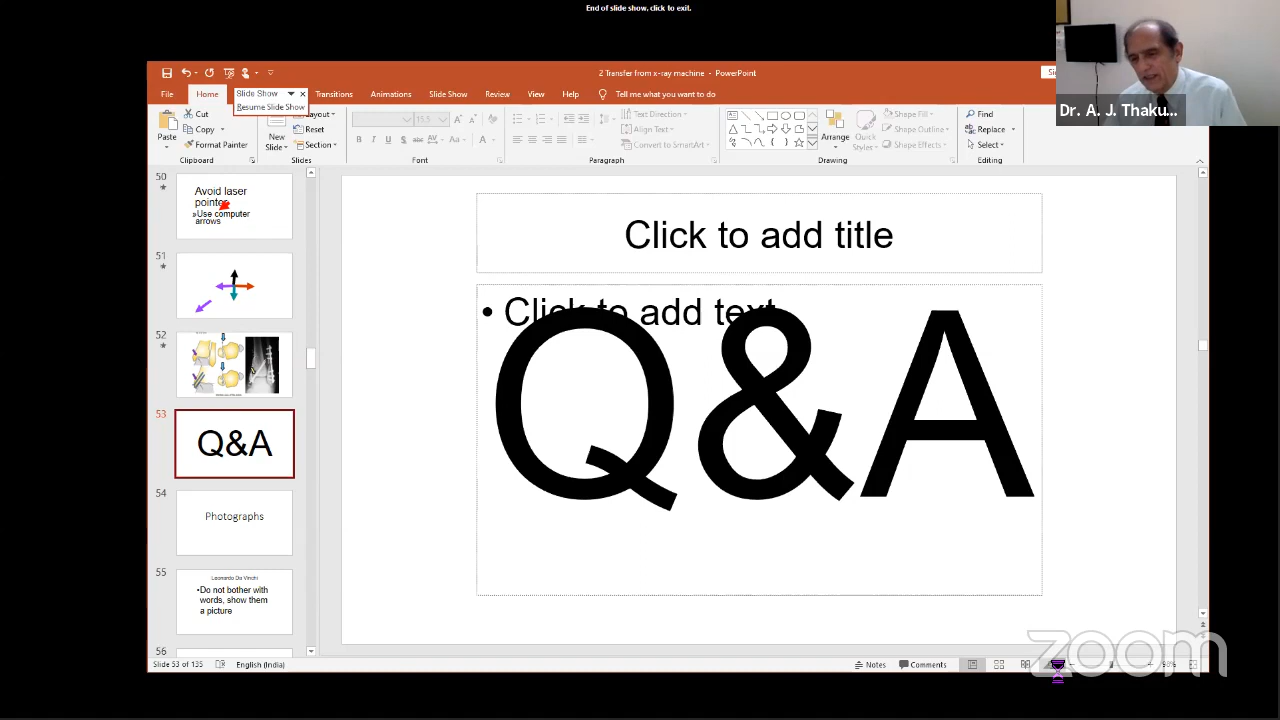 End of slide show, click to exit.
2 Transfer from x-ray machine - PowerPoint
File
Home
Slide Show
Resume Slide Show
Transitions
Animations
Slide Show
Review
View
Help
Tell me what you want to do
Paste
Cut
Copy
Format Painter
Clipboard
New Slide
Layout
Reset
Section
Slides
15.3
Font
Text Direction
Align Text
Convert to SmartArt
Paragraph
Arrange
Quick Styles
Shape Fill
Shape Outline
Shape Effects
Drawing
Find
Replace
Select
Editing
Dr. A. J. Thaku...
50
Avoid laser
pointer
»Use computer
arrows
51
52
53
Q&A
54
Photographs
55
Leonardo Da Vinchi
•Do not bother with
words, show them
a picture
56
Click to add title
• Click to add text
Q&A
Slide 53 of 135
English (India)
Notes
Comments
98%
zoom